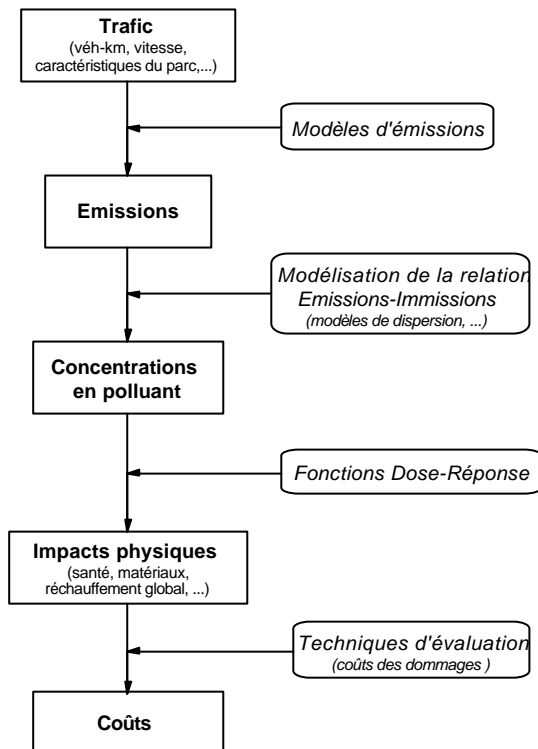 Trafic
(véh-km, vitesse,
caractéristiques du parc,...)
Modèles d'émissions
Emissions
Modélisation de la relation
Emissions-Immissions
(modèles de dispersion, ...)
Concentrations
en polluant
Fonctions Dose-Réponse
Impacts physiques
(santé, matériaux,
réchauffement global, ...)
Techniques d'évaluation
(coûts des dommages )
Coûts